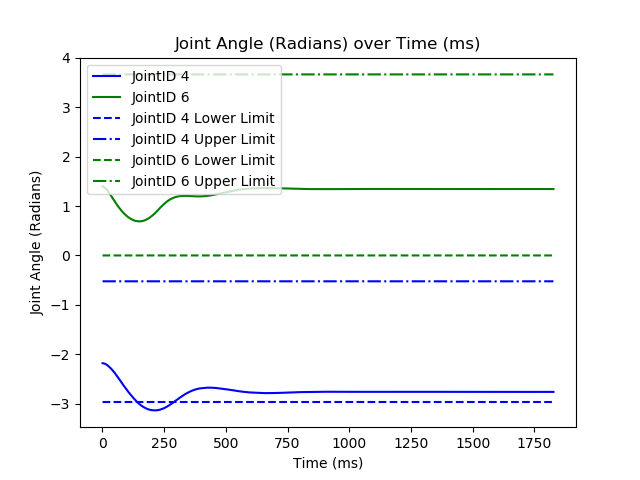 Joint Angle (Radians) over Time (ms)
4
3
2
1
0
−1
−2
−3
Joint Angle (Radians)
JointID 4
JointID 6
JointID 4 Lower Limit
JointID 4 Upper Limit
JointID 6 Lower Limit
JointID 6 Upper Limit
0 250 500 750 1000 1250 1500 1750
Time (ms)